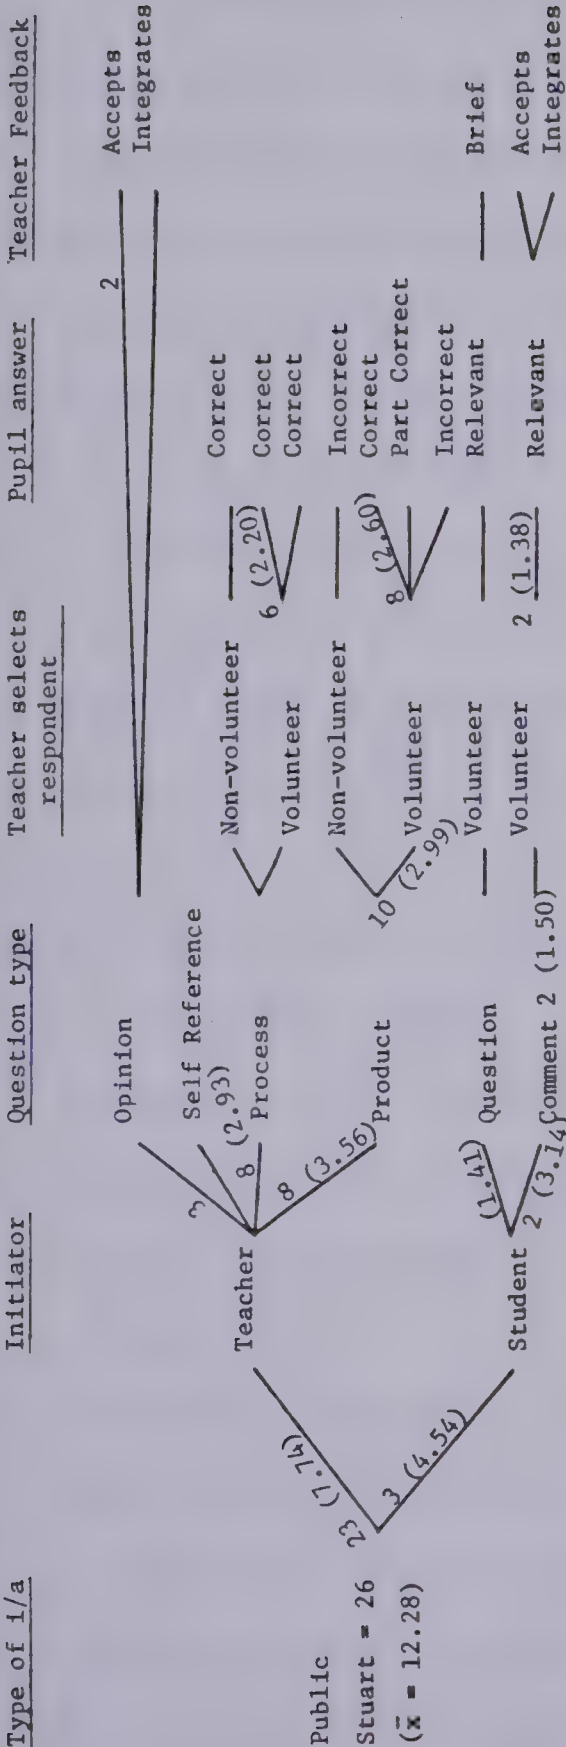 Type of i/a
Initiator
Question type
Teacher selects
respondent
Pupil answer
Teacher Feedback
Public
Stuart = 26
(x̄ = 12.28)
23 (7.74)
3 (4.54)
Teacher
Student
3
8 (2.93)
8 (3.56)
(1.41)
2 (3.14)
Opinion
Self Reference
Process
Product
Question
Comment 2 (1.50)
10 (2.99)
Non-volunteer
Volunteer
Non-volunteer
Volunteer
Volunteer
Volunteer
6 (2.20)
8 (2.60)
2 (1.38)
Correct
Correct
Correct
Incorrect
Correct
Part Correct
Incorrect
Relevant
Relevant
2
Accepts
Integrates
Brief
Accepts
Integrates